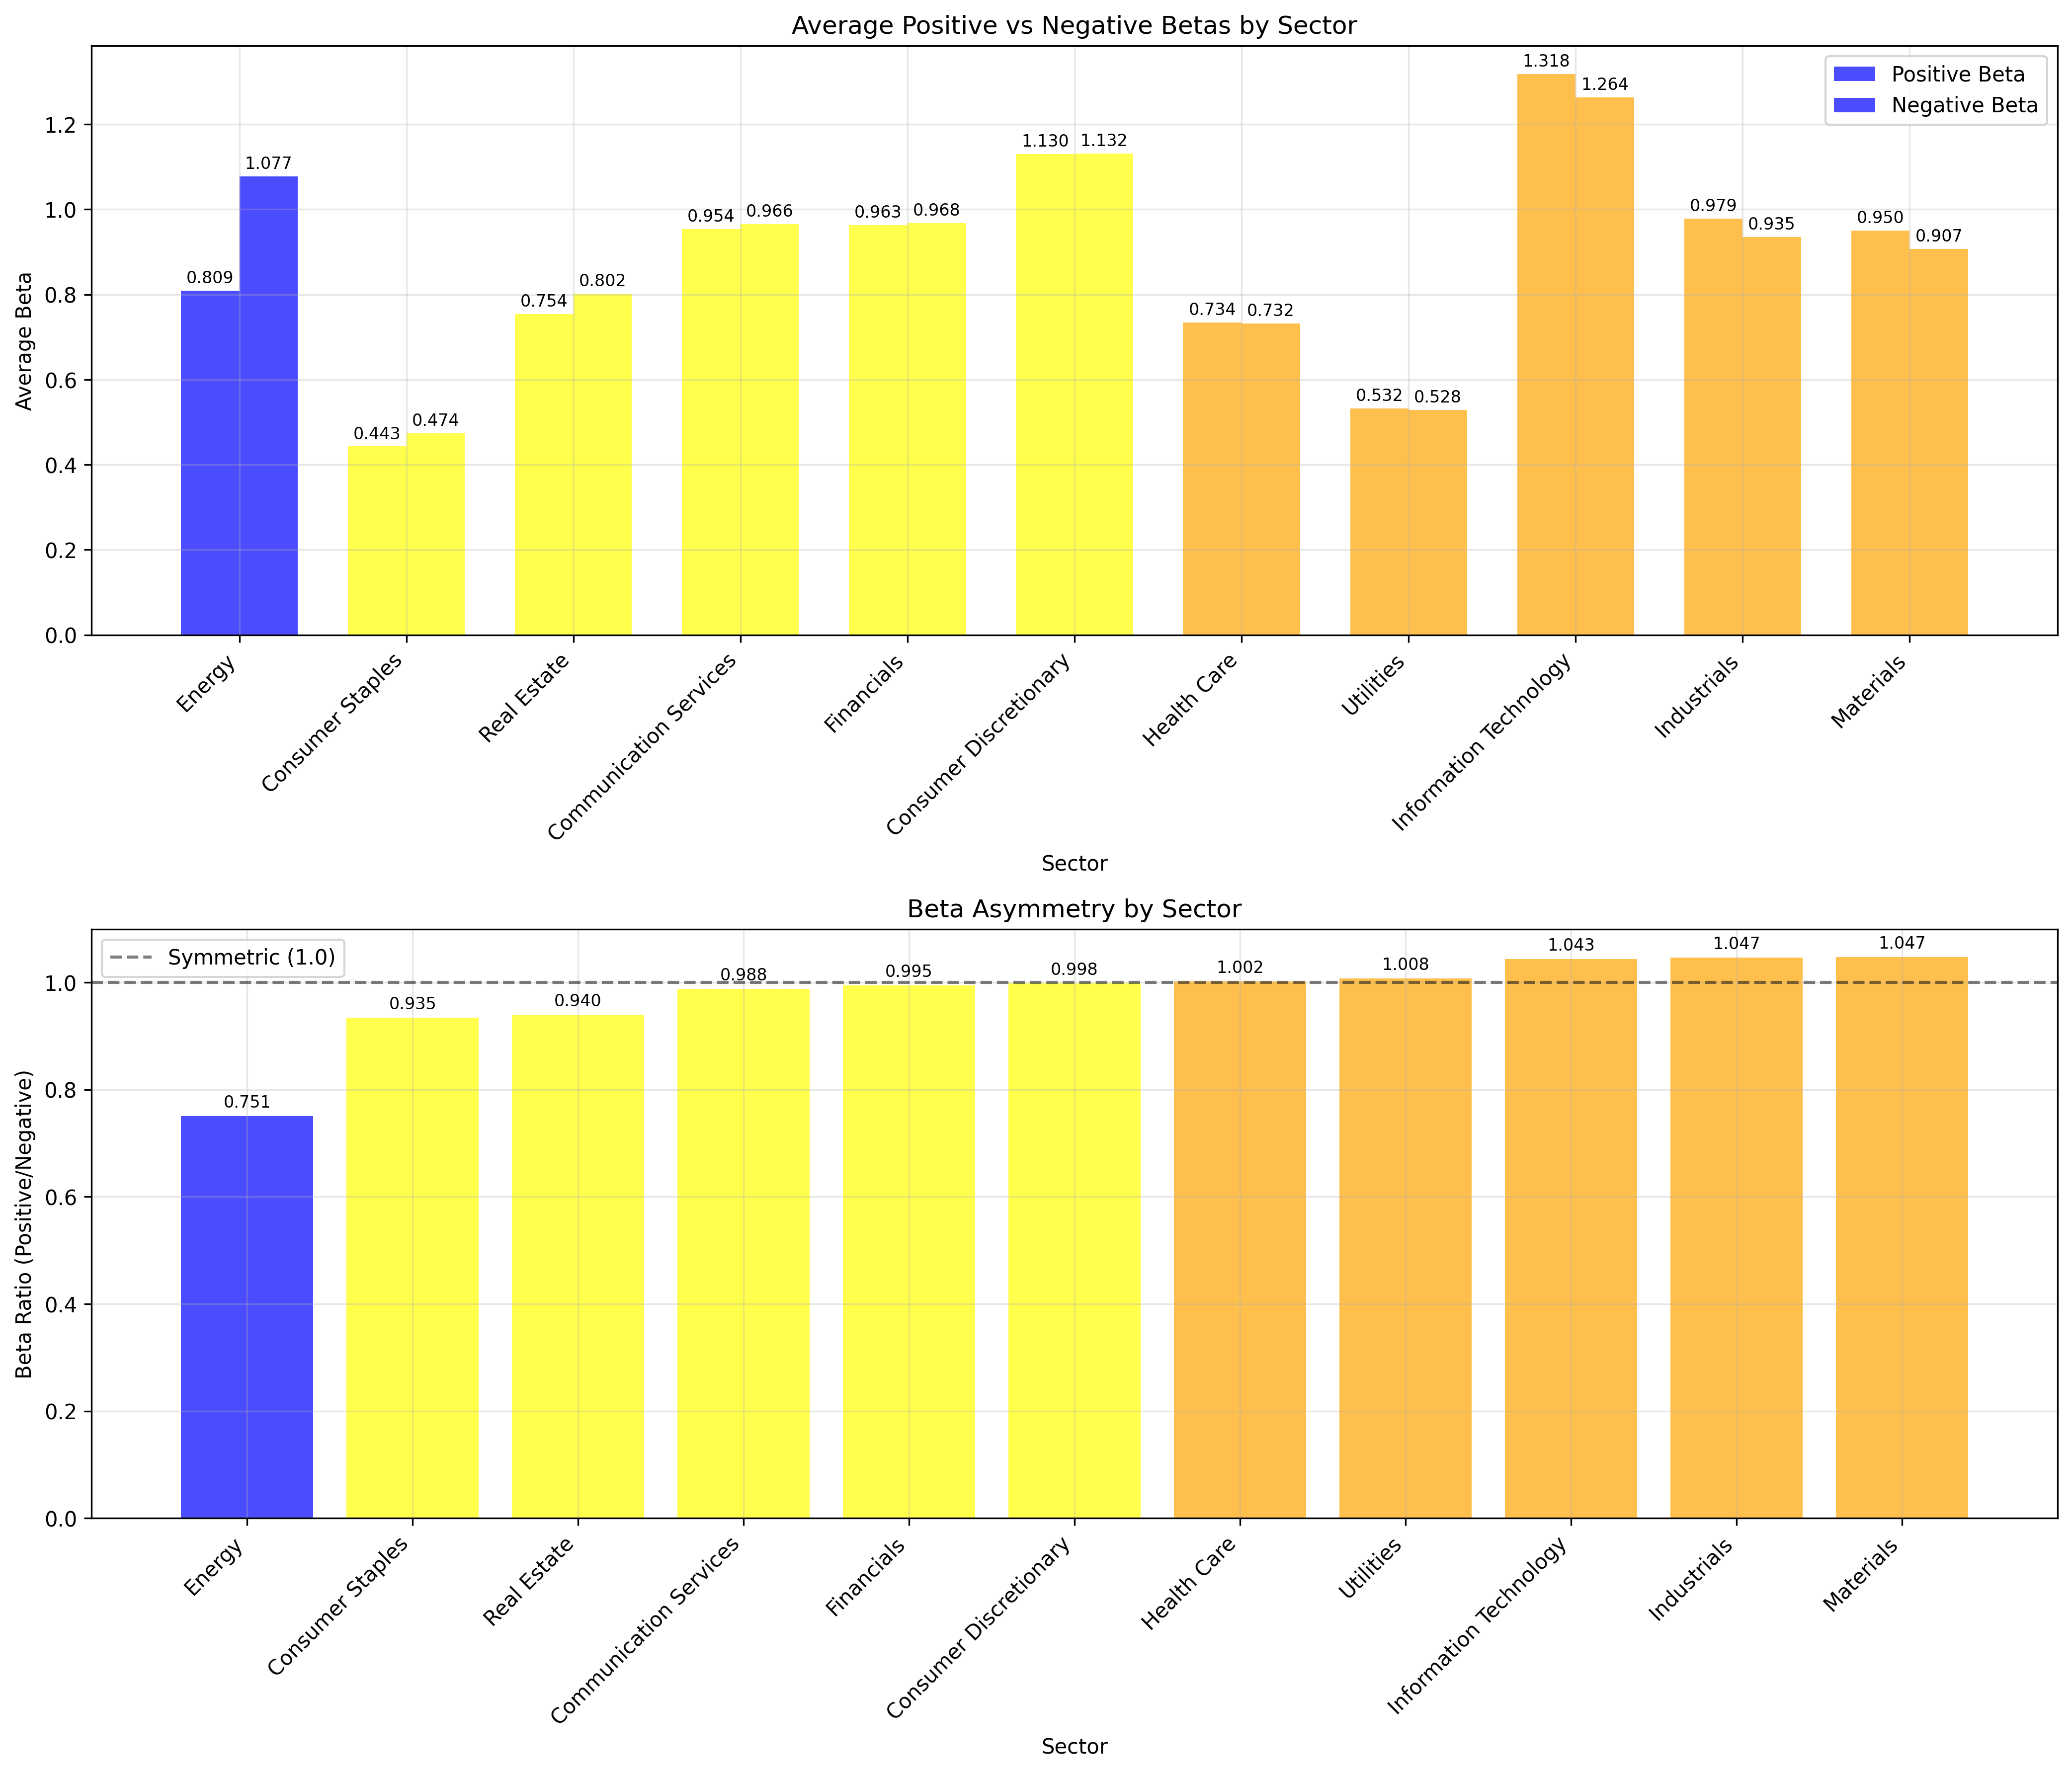 Average Positive vs Negative Betas by Sector
Positive Beta
Negative Beta
Average Beta
0.0
0.2
0.4
0.6
0.8
1.0
1.2
0.809
1.077
0.443
0.474
0.754
0.802
0.954
0.966
0.963
0.968
1.130
1.132
0.734
0.732
0.532
0.528
1.318
1.264
0.979
0.935
0.950
0.907
Energy
Consumer Staples
Real Estate
Communication Services
Financials
Consumer Discretionary
Health Care
Utilities
Information Technology
Industrials
Materials
Sector
Beta Asymmetry by Sector
Symmetric (1.0)
Beta Ratio (Positive/Negative)
0.0
0.2
0.4
0.6
0.8
1.0
0.751
0.935
0.940
0.988
0.995
0.998
1.002
1.008
1.043
1.047
1.047
Energy
Consumer Staples
Real Estate
Communication Services
Financials
Consumer Discretionary
Health Care
Utilities
Information Technology
Industrials
Materials
Sector